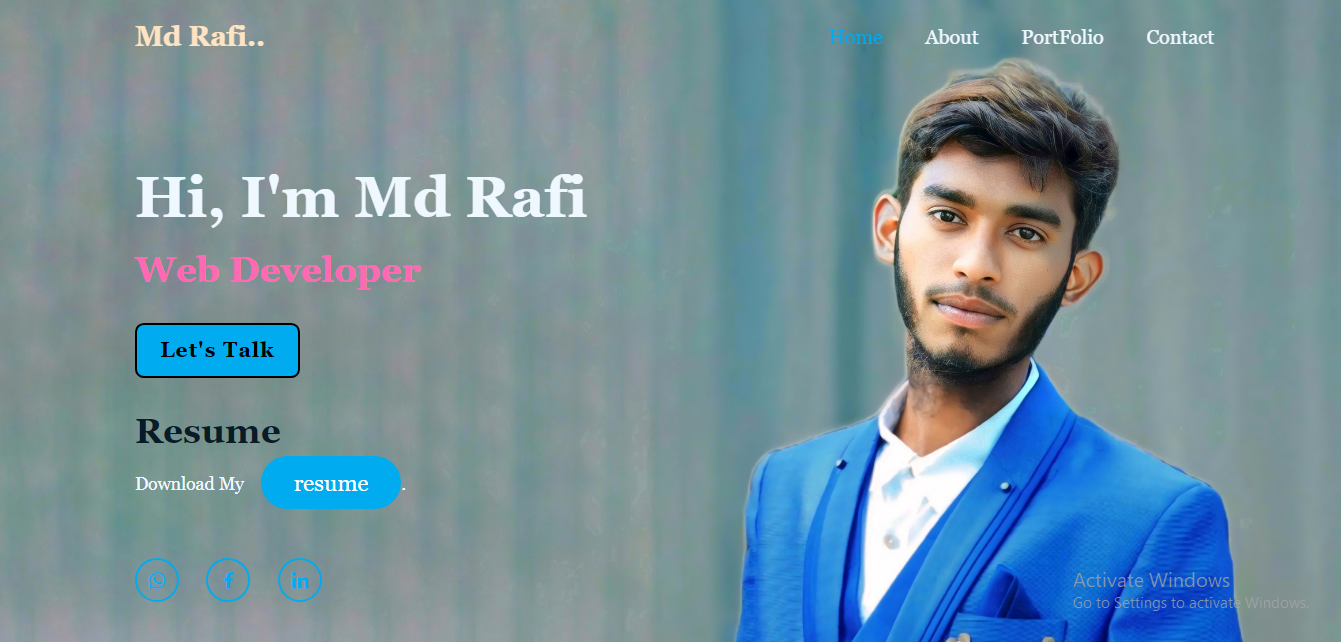 Md Rafi..
Home About PortFolio Contact
Hi, I'm Md Rafi
Web Developer
Let's Talk
Resume
Download My resume.
in
Activate Windows
Go to Settings to activate Windows.